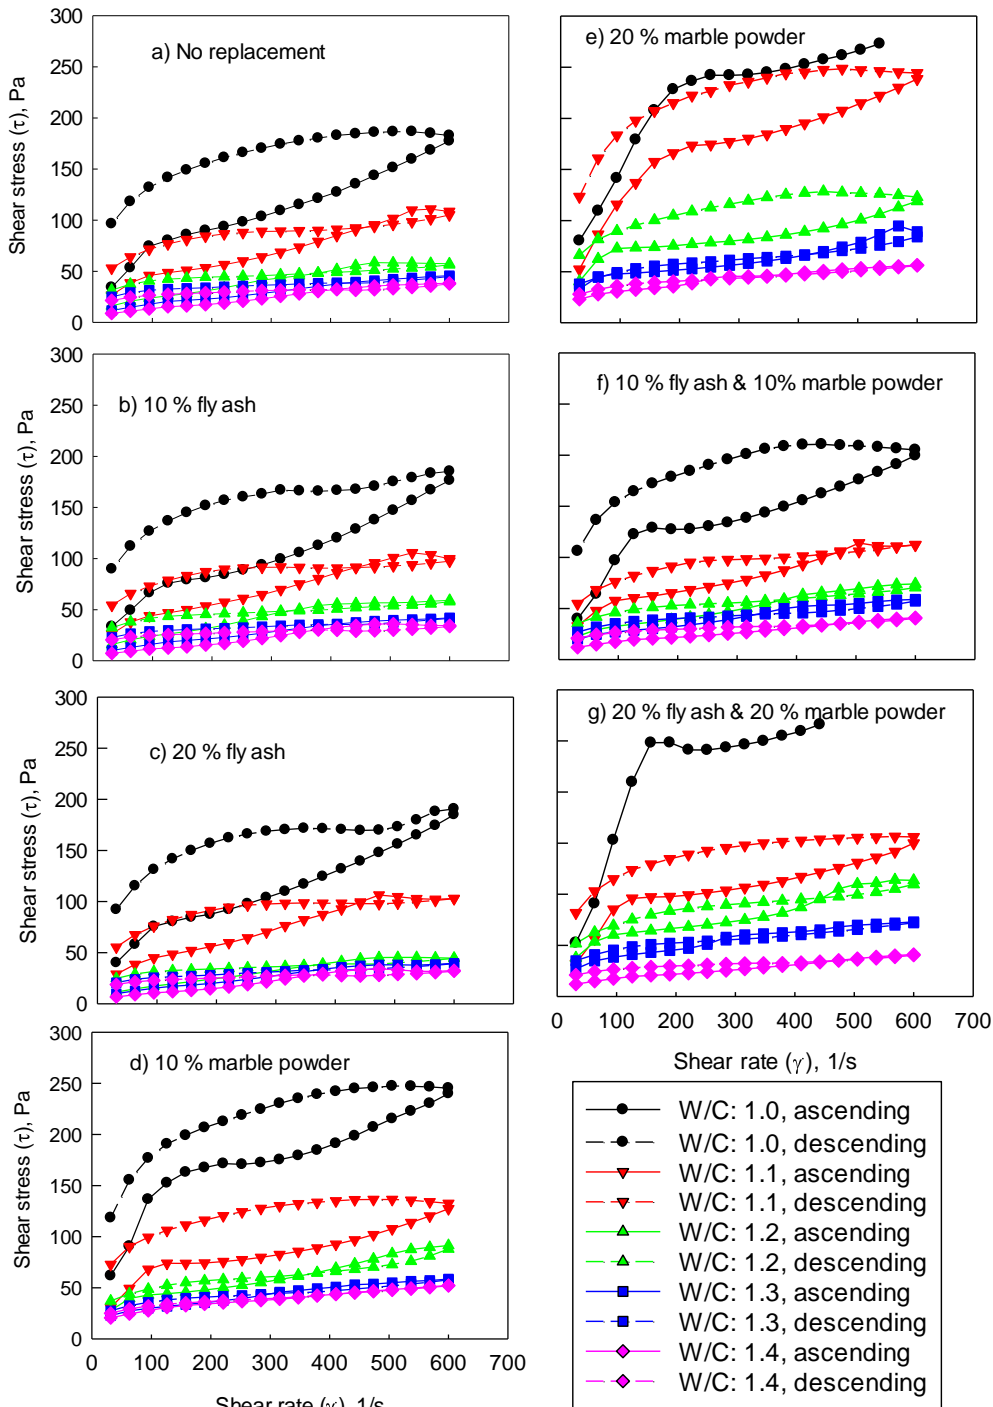 300
250
200
150
100
50
0
Shear stress (τ), Pa
a) No replacement
e) 20 % marble powder
300
250
200
150
100
50
0
Shear stress (τ), Pa
b) 10 % fly ash
f) 10 % fly ash & 10% marble powder
300
250
200
150
100
50
0
Shear stress (τ), Pa
c) 20 % fly ash
g) 20 % fly ash & 20 % marble powder
0 100 200 300 400 500 600 700
Shear rate (γ), 1/s
300
250
200
150
100
50
0
Shear stress (τ), Pa
d) 10 % marble powder
0 100 200 300 400 500 600 700
Shear rate (γ), 1/s
W/C: 1.0, ascending
W/C: 1.0, descending
W/C: 1.1, ascending
W/C: 1.1, descending
W/C: 1.2, ascending
W/C: 1.2, descending
W/C: 1.3, ascending
W/C: 1.3, descending
W/C: 1.4, ascending
W/C: 1.4, descending